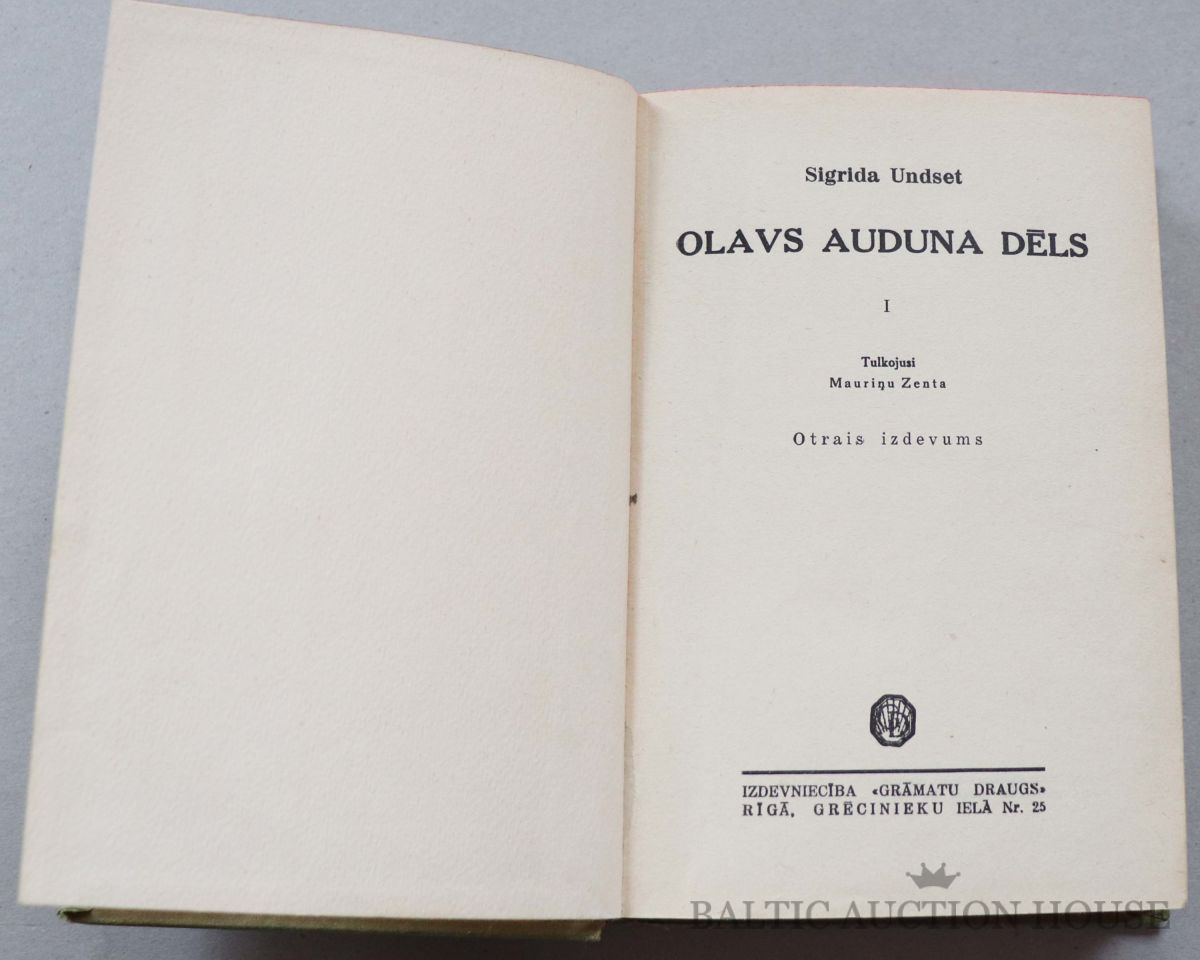 Sigrida Undset
OLAVS AUDUNA DĒLS
I
Tulkojusi
Mauriņu Zenta
Otrais izdevums
IZDEVNIECĪBA «GRĀMATU DRAUGS»
RĪGĀ, GRĒCINIEKU IELĀ Nr. 25
BALTIC AUCTION HOUSE